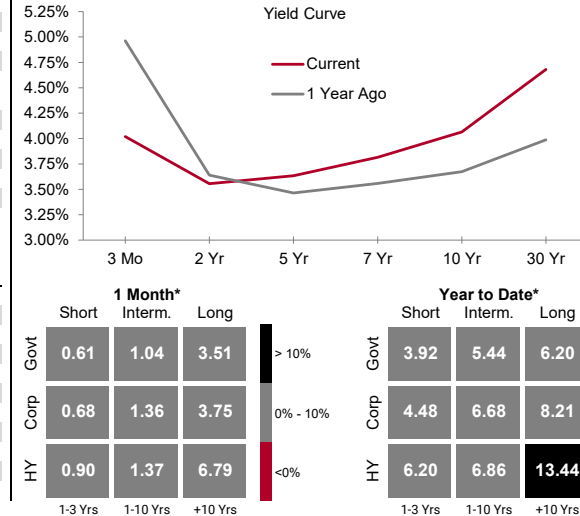 Yield Curve
5.25%
5.00%
4.75%
4.50%
4.25%
4.00%
3.75%
3.50%
3.25%
3.00%
Current
1 Year Ago
3 Mo 2 Yr 5 Yr 7 Yr 10 Yr 30 Yr
1 Month*
Short Interm. Long
Govt 0.61 1.04 3.51
Corp 0.68 1.36 3.75
HY 0.90 1.37 6.79
1-3 Yrs 1-10 Yrs +10 Yrs
> 10%
0% - 10%
<0%
Year to Date*
Short Interm. Long
Govt 3.92 5.44 6.20
Corp 4.48 6.68 8.21
HY 6.20 6.86 13.44
1-3 Yrs 1-10 Yrs +10 Yrs